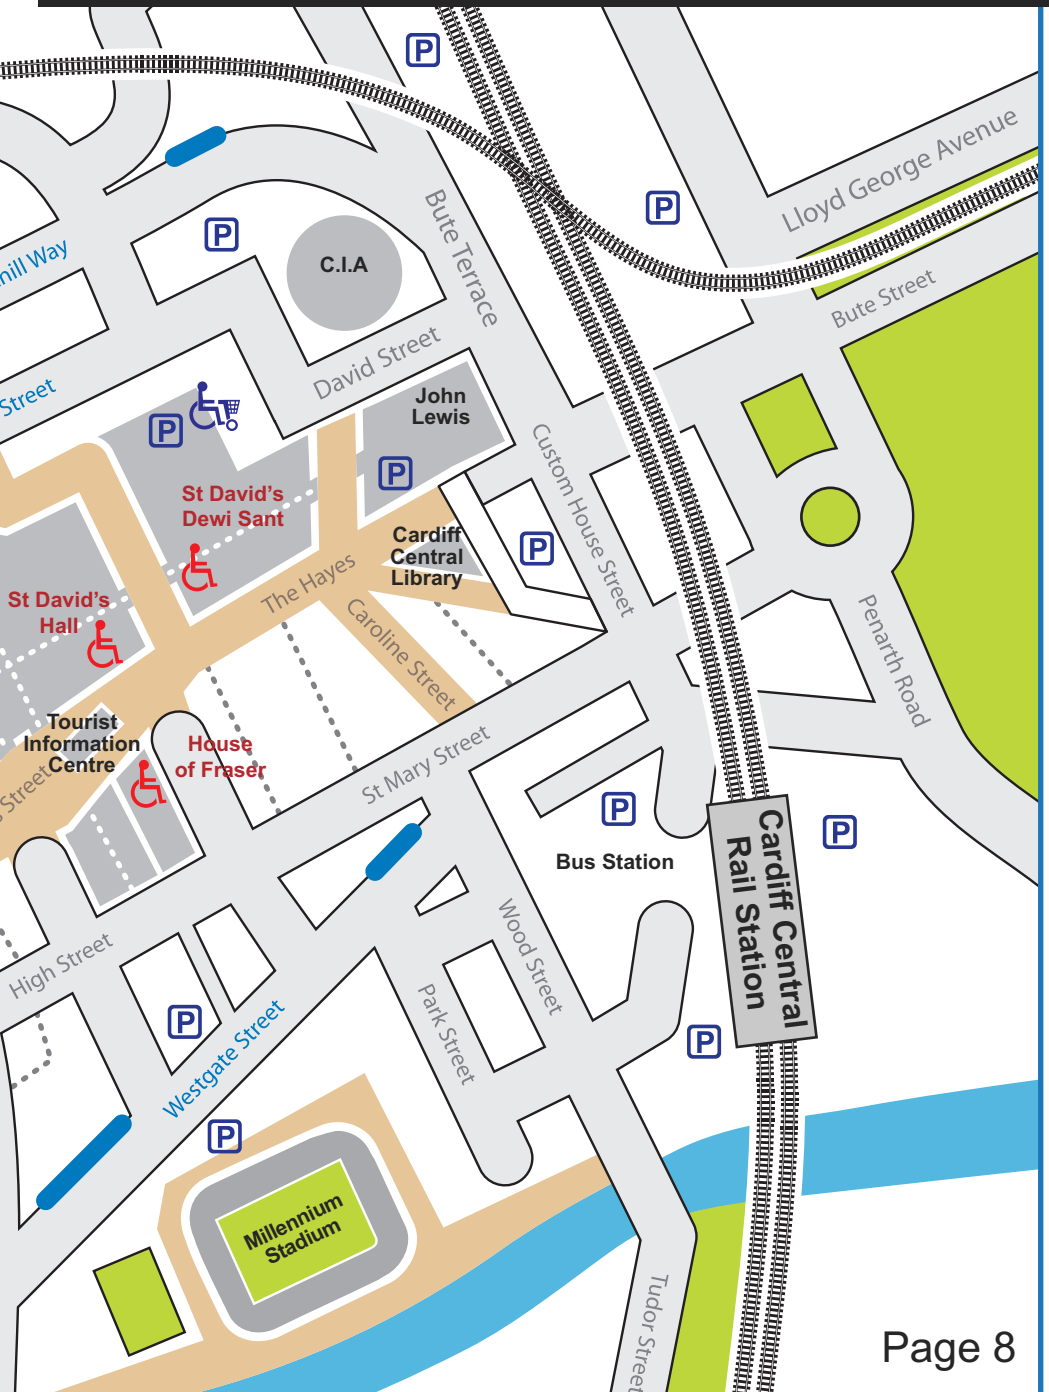 P
Lloyd George Avenue
P
Bute Terrace
P
hill Way
C.I.A
Bute Street
David Street
Street
John
Lewis
P
P
St David's
Dewi Sant
Custom House Street
Cardiff
Central
Library
P
The Hayes
St David's
Hall
Caroline Street
Penarth Road
Tourist
Information
Centre
House
of Fraser
St Mary Street
Street
P
Cardiff Central
Rail Station
P
Bus Station
High Street
Wood Street
Park Street
P
Westgate Street
P
P
Millennium
Stadium
Tudor Street
Page 8